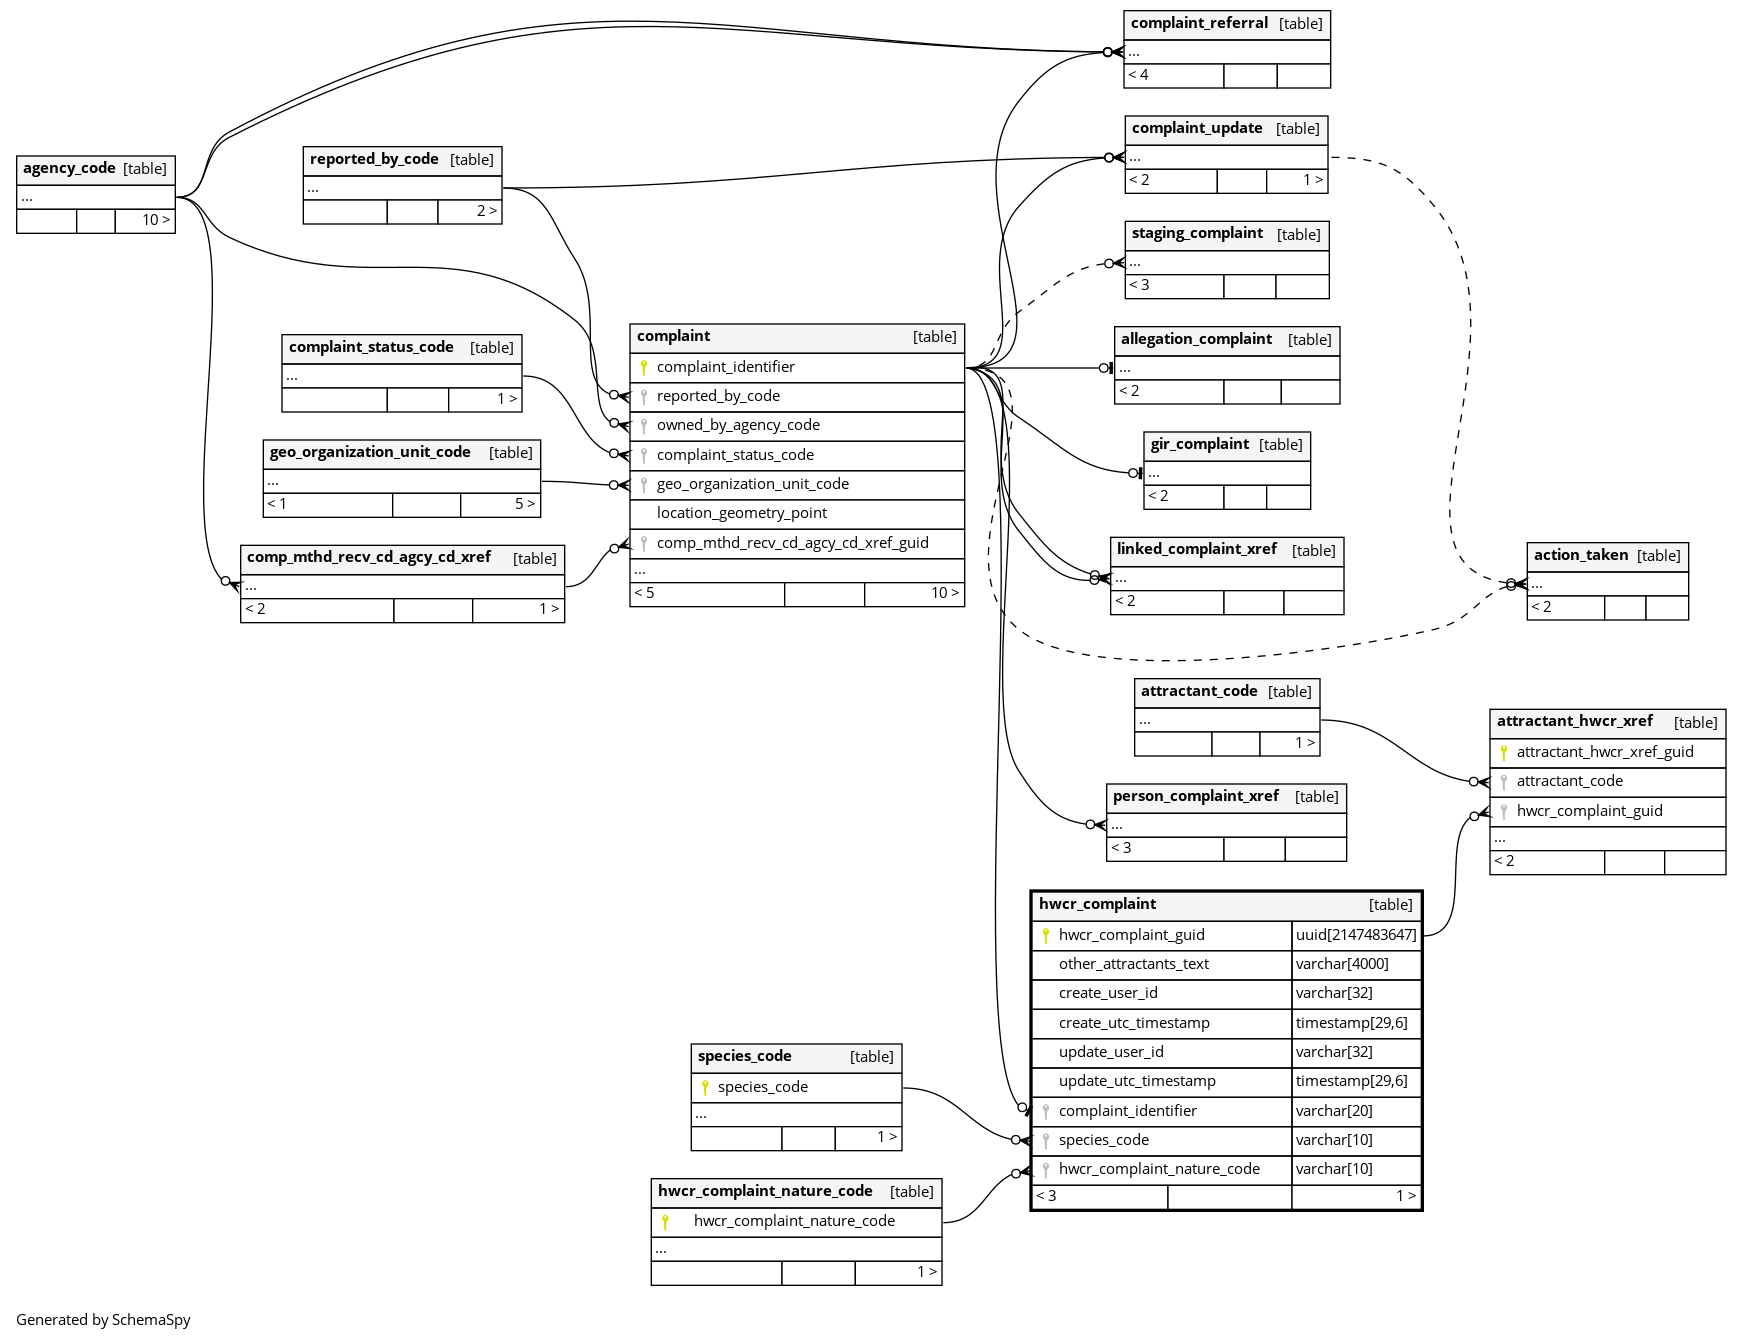 complaint_referral [table]
...
< 4
complaint_update [table]
...
< 2 1 >
agency_code [table]
...
10 >
reported_by_code [table]
...
2 >
staging_complaint [table]
...
< 3
complaint_status_code [table]
...
1 >
geo_organization_unit_code [table]
...
< 1 5 >
comp_mthd_recv_cd_agcy_cd_xref [table]
...
< 2 1 >
complaint [table]
complaint_identifier
reported_by_code
owned_by_agency_code
complaint_status_code
geo_organization_unit_code
location_geometry_point
comp_mthd_recv_cd_agcy_cd_xref_guid
...
< 5 10 >
allegation_complaint [table]
...
< 2
gir_complaint [table]
...
< 2
linked_complaint_xref [table]
...
< 2
action_taken [table]
...
< 2
attractant_code [table]
...
1 >
attractant_hwcr_xref [table]
attractant_hwcr_xref_guid
attractant_code
hwcr_complaint_guid
...
< 2
person_complaint_xref [table]
...
< 3
hwcr_complaint [table]
hwcr_complaint_guid uuid[2147483647]
other_attractants_text varchar[4000]
create_user_id varchar[32]
create_utc_timestamp timestamp[29,6]
update_user_id varchar[32]
update_utc_timestamp timestamp[29,6]
complaint_identifier varchar[20]
species_code varchar[10]
hwcr_complaint_nature_code varchar[10]
< 3 1 >
species_code [table]
species_code
...
1 >
hwcr_complaint_nature_code [table]
hwcr_complaint_nature_code
...
1 >
Generated by SchemaSpy